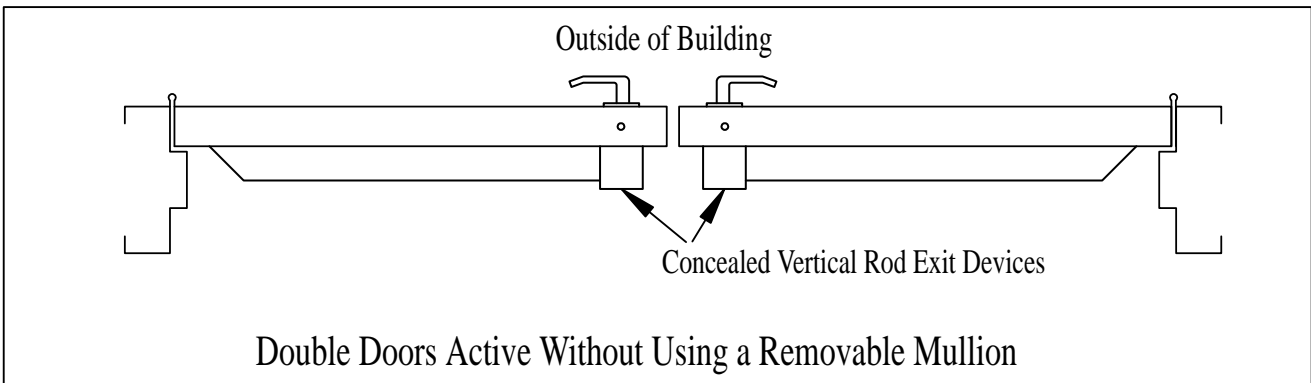 Outside of Building
Concealed Vertical Rod Exit Devices
Double Doors Active Without Using a Removable Mullion